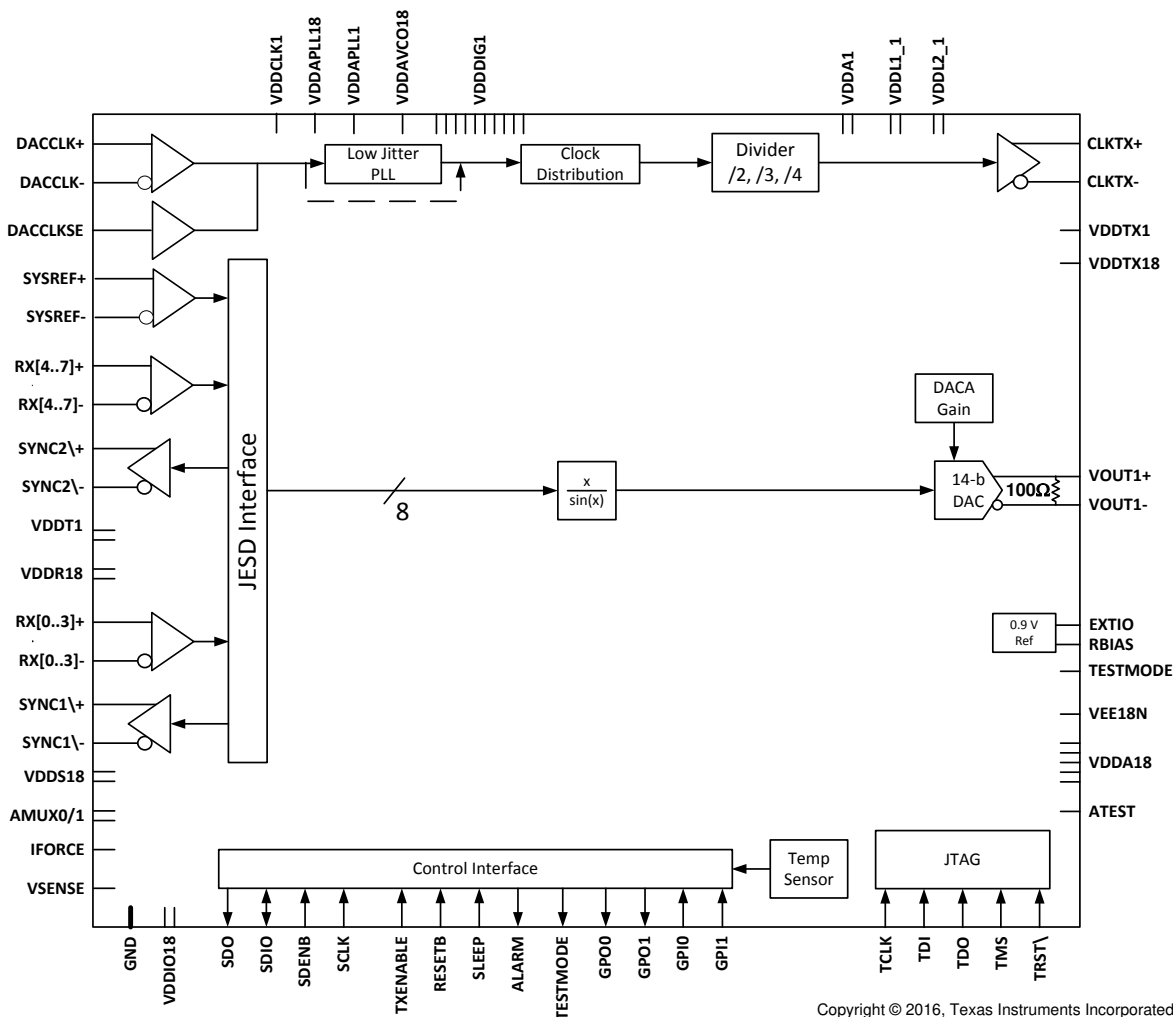 VDDCLK1
VDDAPLL18
VDDAPLL1
VDDAVCO18
VDDDIG1
VDDA1
VDDL1_1
VDDL2_1
DACCLK+
DACCLK-
DACCLKSE
SYSREF+
SYSREF-
RX[4..7]+
RX[4..7]-
SYNC2\+
SYNC2\-
VDDT1
VDDR18
RX[0..3]+
RX[0..3]-
SYNC1\+
SYNC1\-
VDDS18
AMUX0/1
IFORCE
VSENSE
Low Jitter
PLL
Clock
Distribution
Divider
/2, /3, /4
JESD Interface
8
x
sin(x)
DACA
Gain
14-b
DAC
100Ω
0.9 V
Ref
CLKTX+
CLKTX-
VDDTX1
VDDTX18
VOUT1+
VOUT1-
EXTIO
RBIAS
TESTMODE
VEE18N
VDDA18
ATEST
Control Interface
Temp
Sensor
JTAG
GND
VDDIO18
SDO
SDIO
SDENB
SCLK
TXENABLE
RESETB
SLEEP
ALARM
TESTMODE
GPO0
GPO1
GPI0
GPI1
TCLK
TDI
TDO
TMS
TRST\
Copyright © 2016, Texas Instruments Incorporated